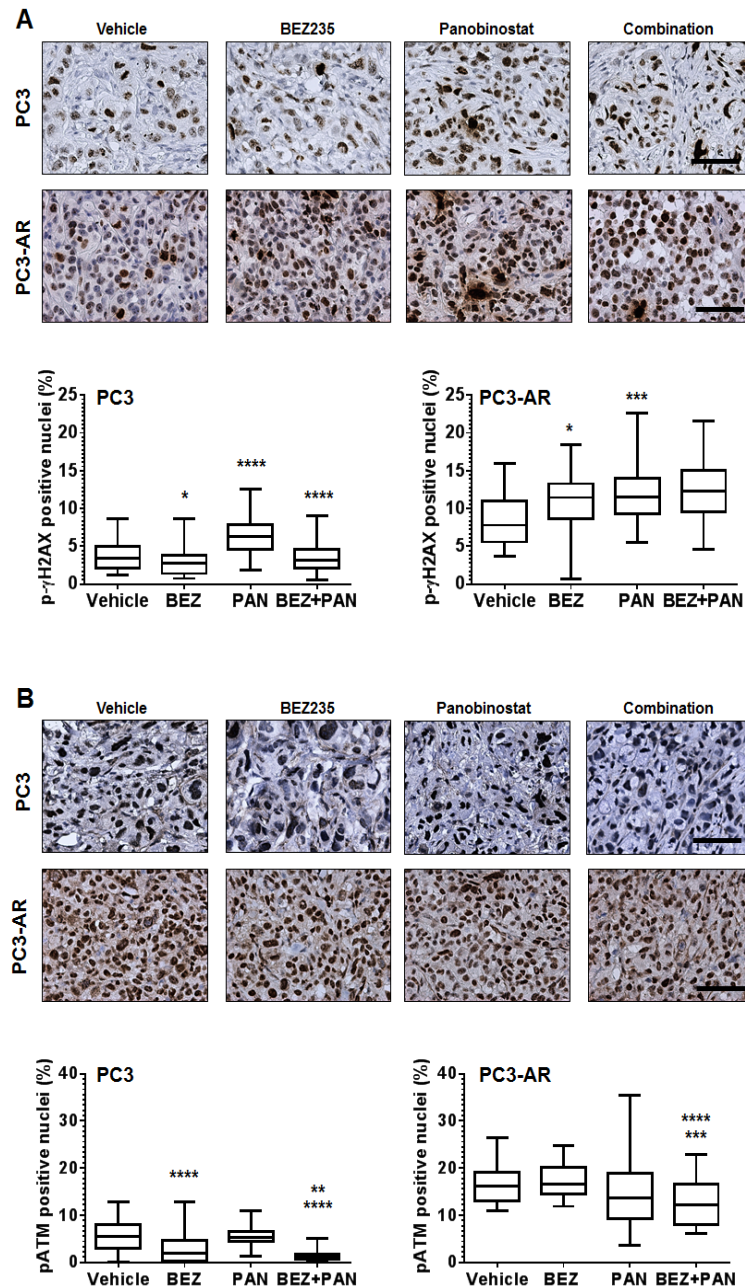 A
Vehicle BEZ235 Panobinostat Combination
PC3
PC3-AR
p-γH2AX positive nuclei (%)
25
20
15
10
5
0
PC3
*
****
****
Vehicle BEZ PAN BEZ+PAN
p-γH2AX positive nuclei (%)
25
20
15
10
5
0
PC3-AR
*
***
Vehicle BEZ PAN BEZ+PAN
B
Vehicle BEZ235 Panobinostat Combination
PC3
PC3-AR
pATM positive nuclei (%)
40
30
20
10
0
PC3
****
**
****
Vehicle BEZ PAN BEZ+PAN
pATM positive nuclei (%)
40
30
20
10
0
PC3-AR
****
***
Vehicle BEZ PAN BEZ+PAN